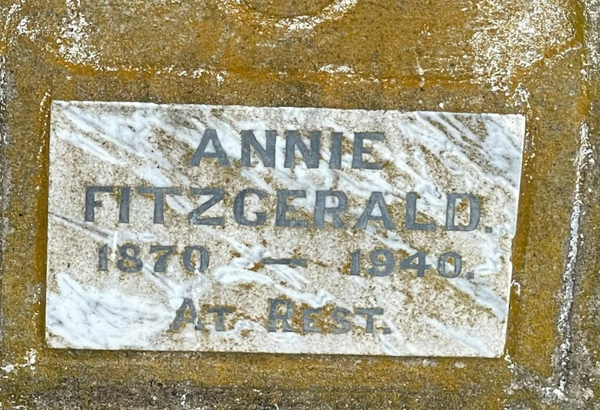 ANNIE
FITZGERALD.
1870 — 1940.
AT REST.